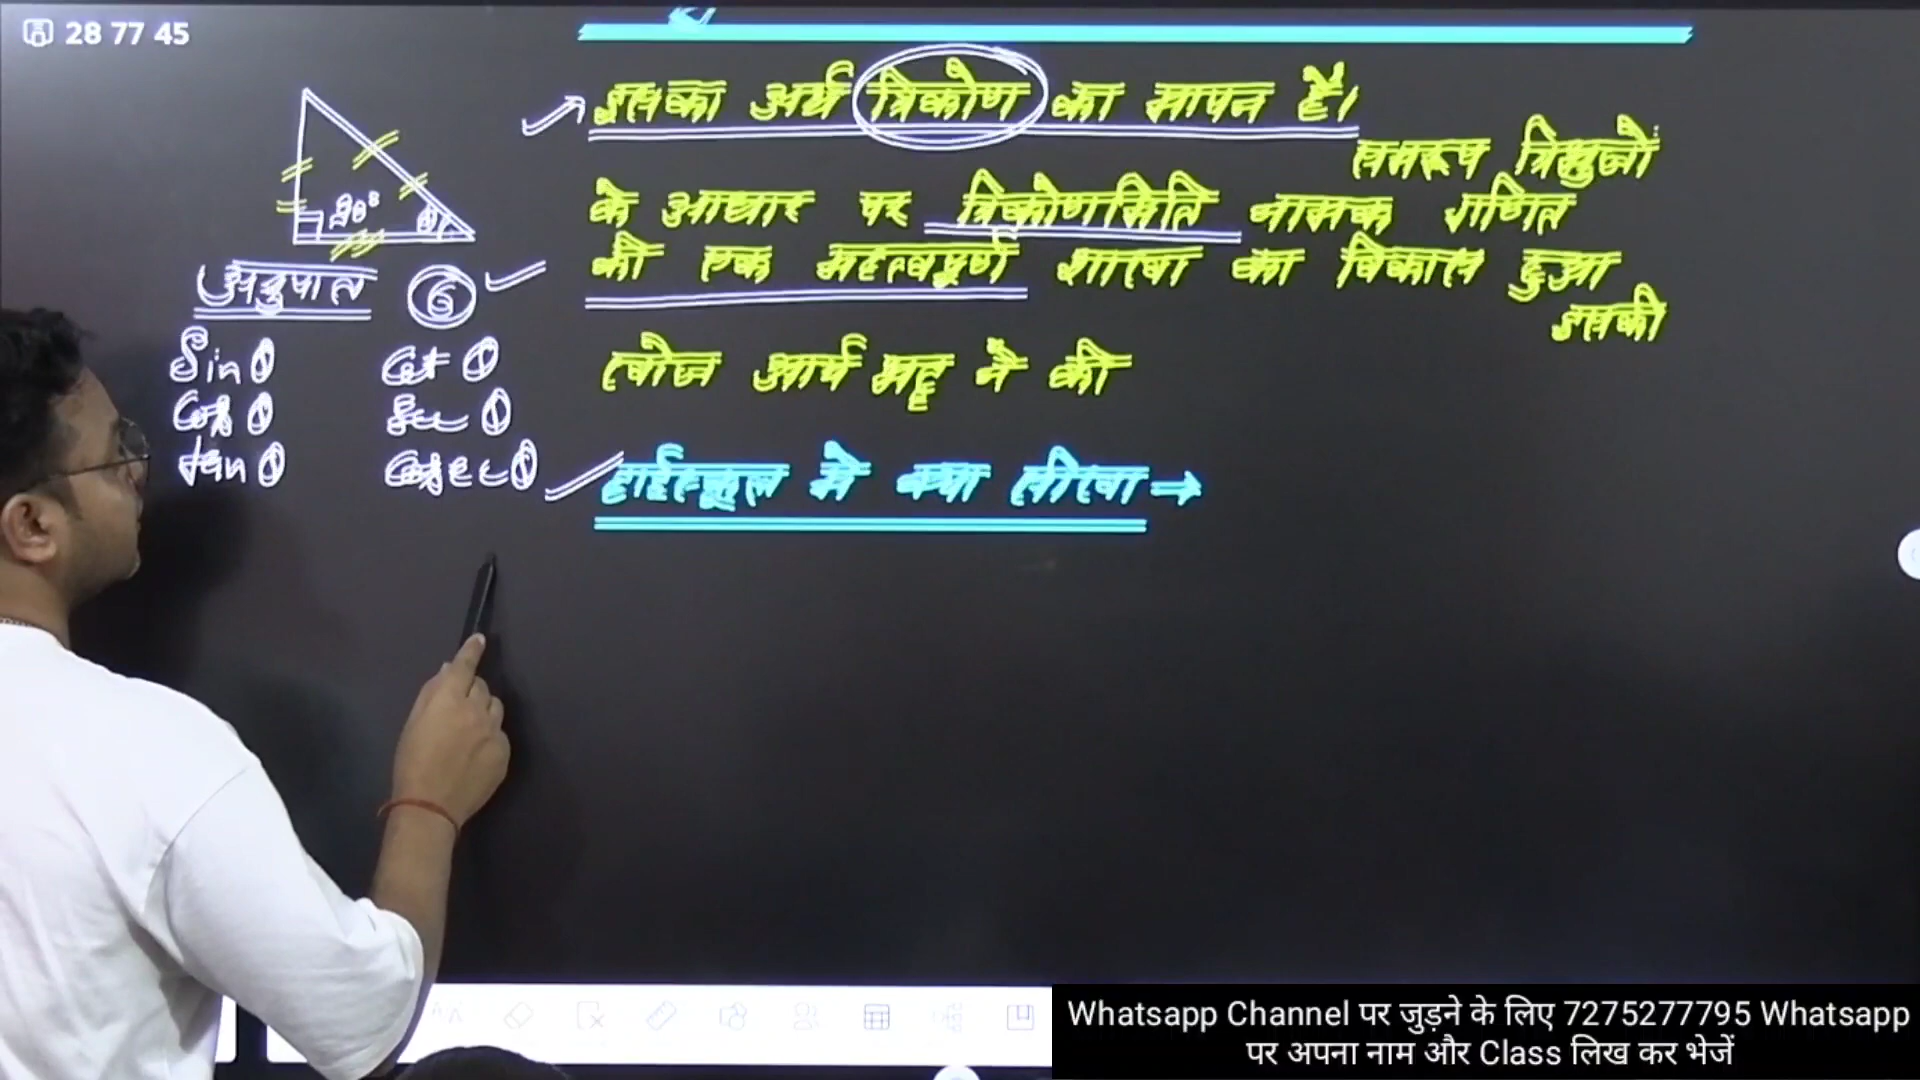 28 77 45
इसका अर्थ त्रिकोण का मापन है।
समरूप त्रिभुजों
के आधार पर त्रिकोणमिति नामक गणित
की एक महत्वपूर्ण शाखा का विकास हुआ
इसकी
खोज आर्य भट्ट ने की
हाईस्कूल में क्या सीखा →
90° θ
अनुपात 6
Sin θ Cot θ
Cos θ Sec θ
tan θ Cosec θ
Whatsapp Channel पर जुड़ने के लिए 7275277795 Whatsapp
पर अपना नाम और Class लिख कर भेजें